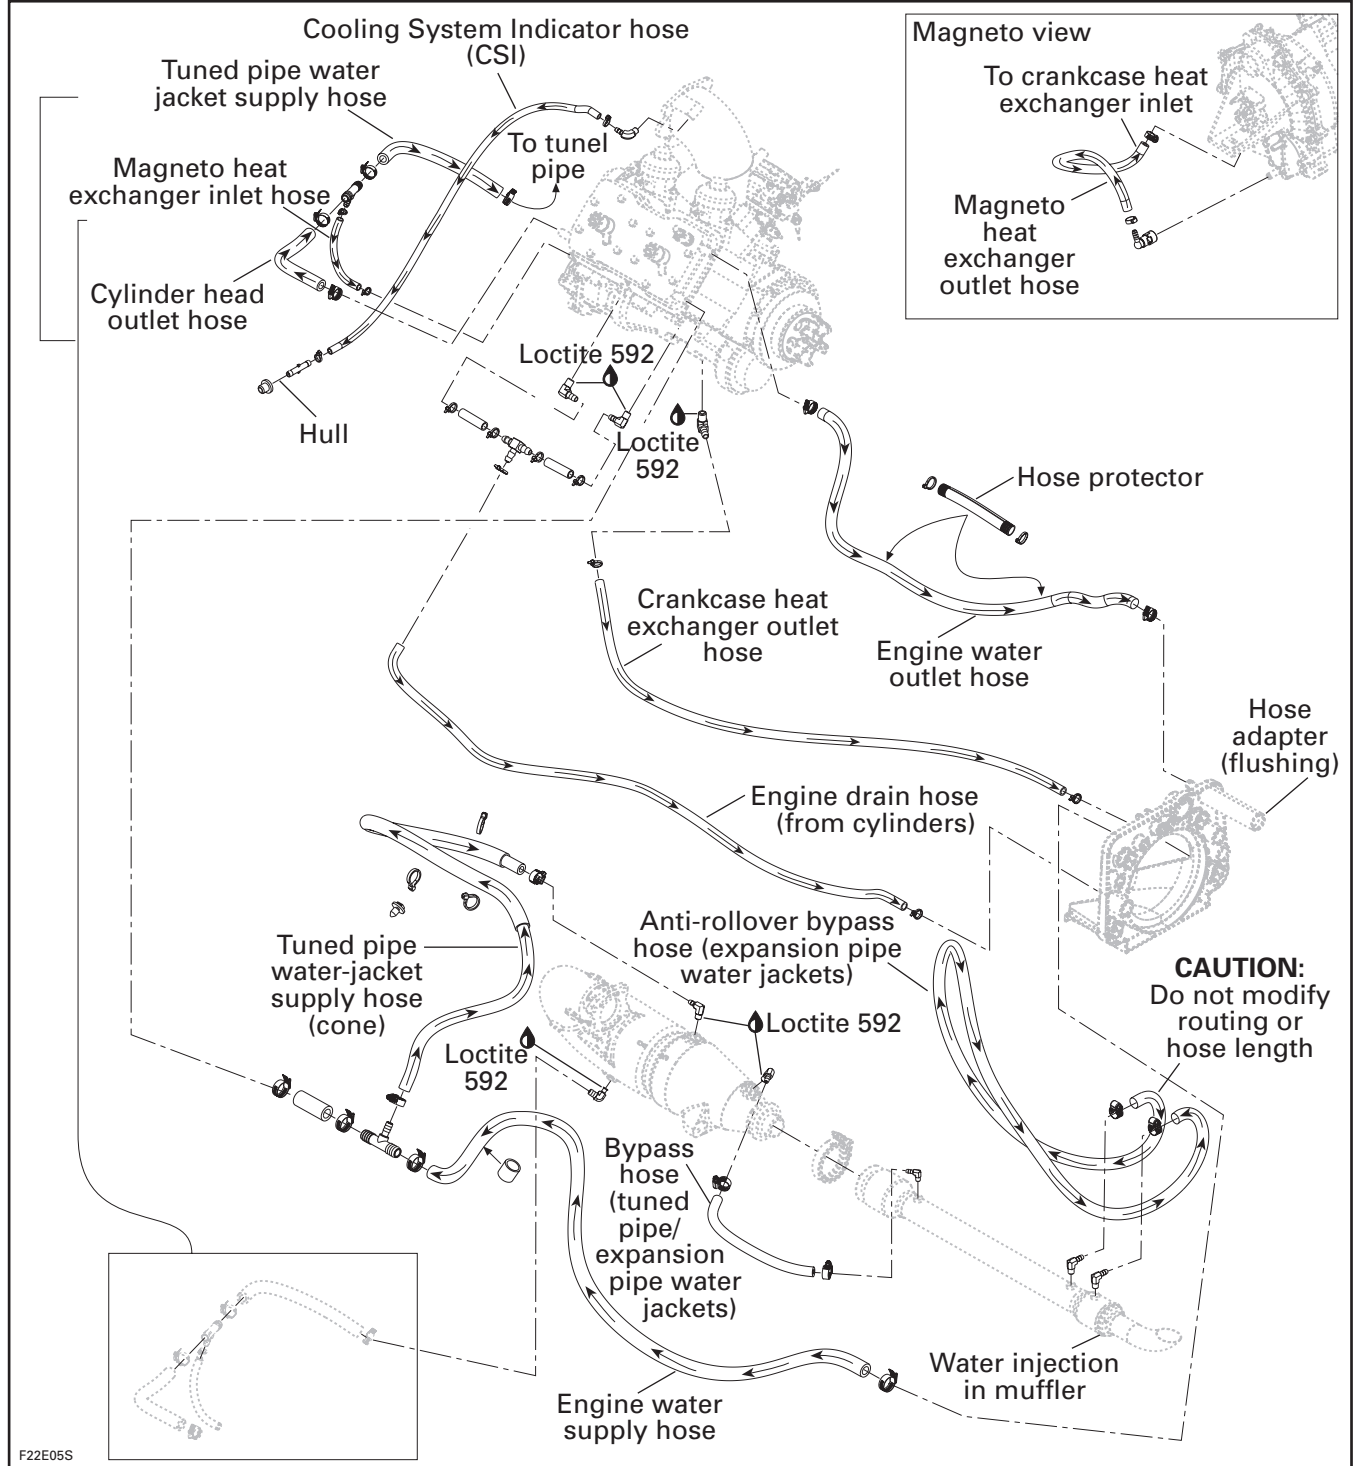 Cooling System Indicator hose
(CSI)
Tuned pipe water
jacket supply hose
To tunel
pipe
Magneto heat
exchanger inlet hose
Cylinder head
outlet hose
Hull
Magneto view
To crankcase heat
exchanger inlet
Magneto
heat
exchanger
outlet hose
Loctite 592
Loctite
592
Hose protector
Crankcase heat
exchanger outlet
hose
Engine water
outlet hose
Hose
adapter
(flushing)
Engine drain hose
(from cylinders)
Anti-rollover bypass
hose (expansion pipe
water jackets)
Tuned pipe
water-jacket
supply hose
(cone)
CAUTION:
Do not modify
routing or
hose length
Loctite 592
Loctite
592
Bypass
hose
(tuned
pipe/
expansion
pipe water
jackets)
Water injection
in muffler
Engine water
supply hose
F22E05S